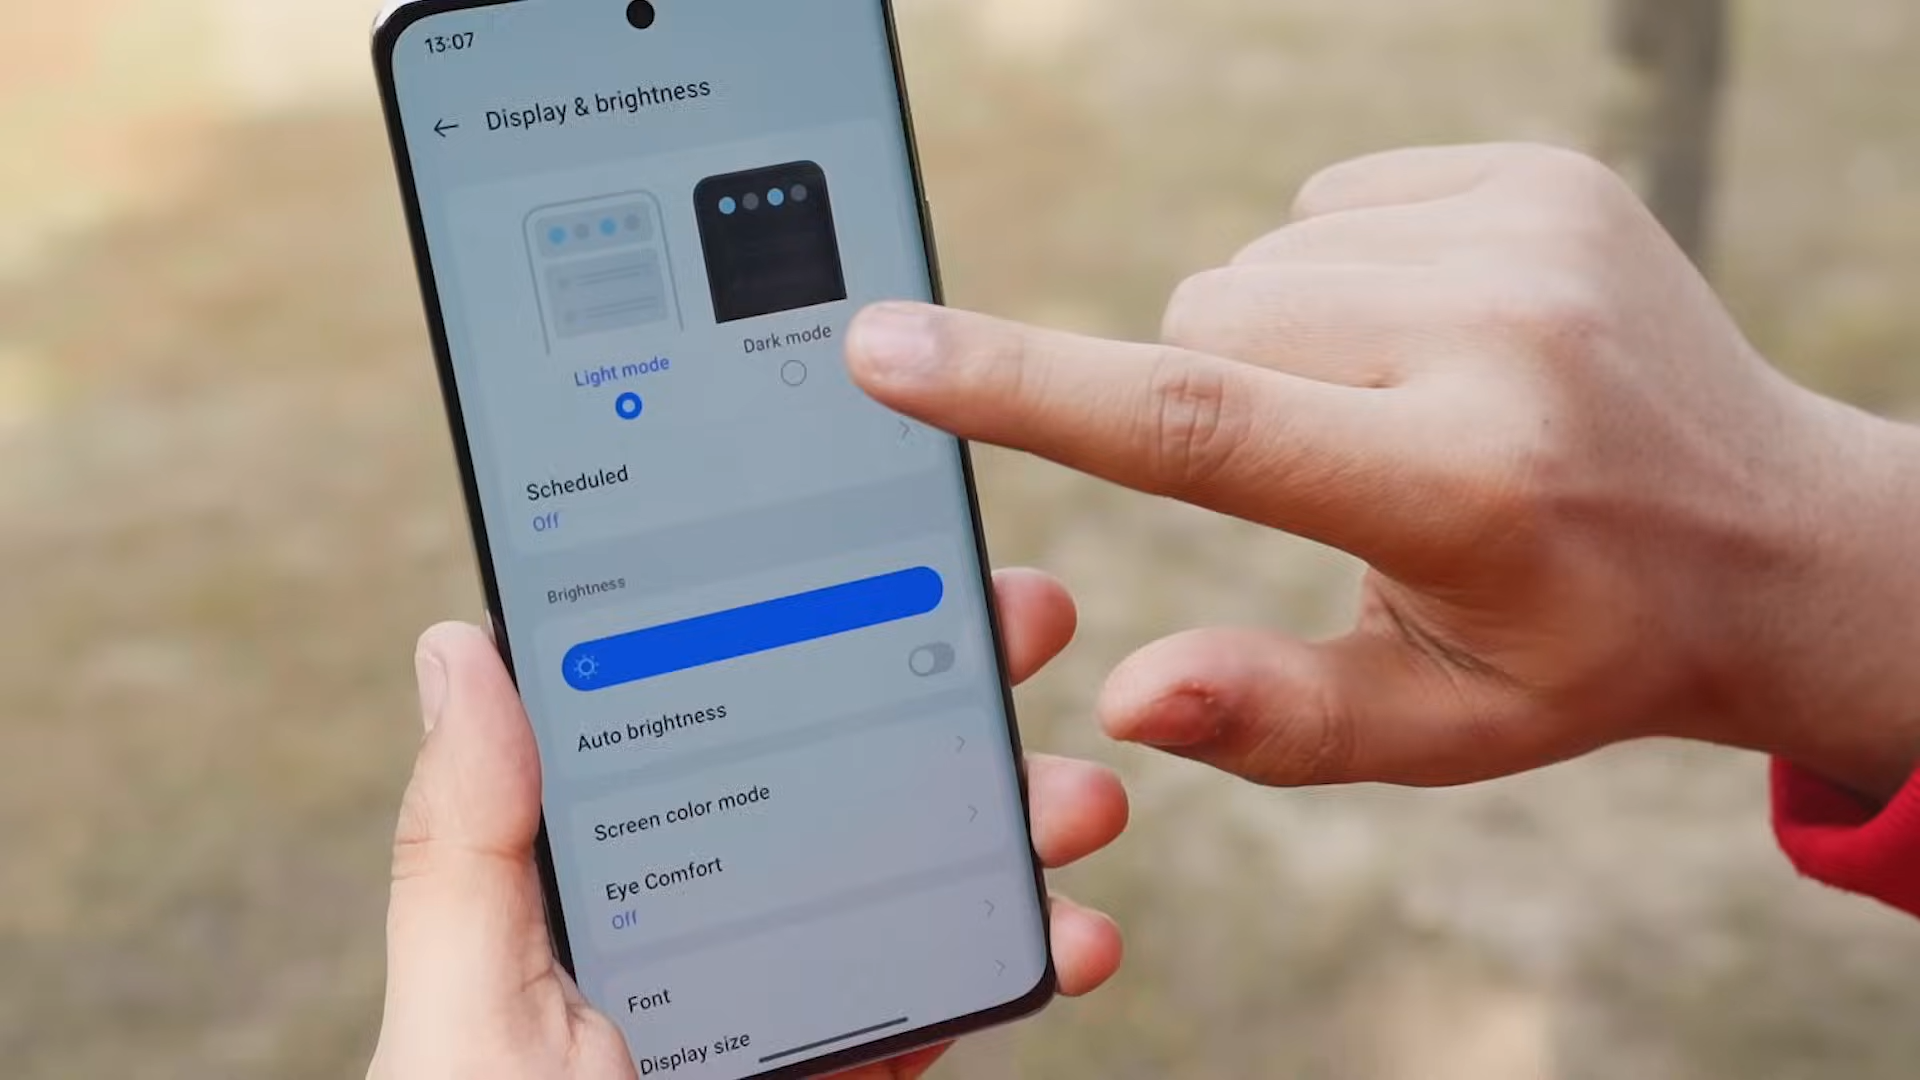 13:07
Display & brightness
Light mode
Dark mode
Scheduled
Off
Brightness
Auto brightness
Screen color mode
Eye Comfort
Off
Font
Display size